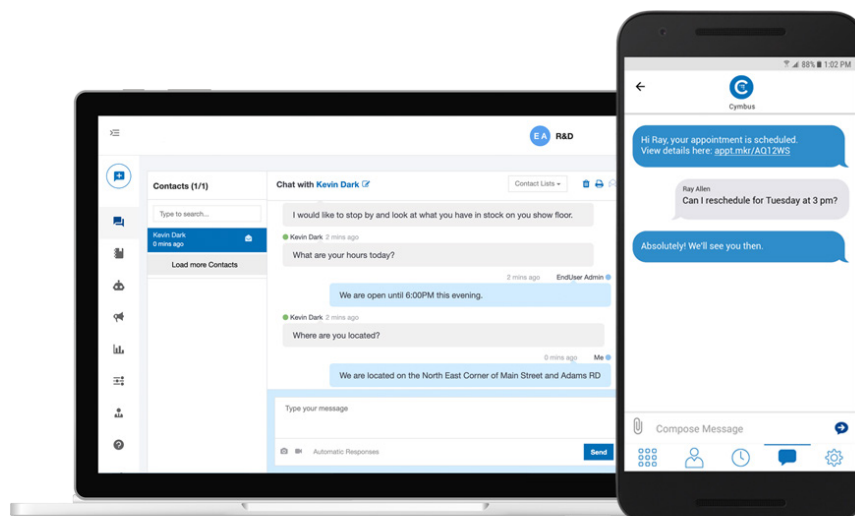 EA R&D
Contacts (1/1)
Type to search...
Kevin Dark
0 mins ago
Load more Contacts
Chat with Kevin Dark
Contact Lists
I would like to stop by and look at what you have in stock on you show floor.
Kevin Dark 2 mins ago
What are your hours today?
2 mins ago EndUser Admin
We are open until 6:00PM this evening.
Kevin Dark 2 mins ago
Where are you located?
0 mins ago Me
We are located on the North East Corner of Main Street and Adams RD
Type your message
Automatic Responses
Send
88% 1:02 PM
Cymbus
Hi Ray, your appointment is scheduled.
View details here: appt.mkr/AQ12WS
Ray Allen
Can I reschedule for Tuesday at 3 pm?
Absolutely! We'll see you then.
Compose Message